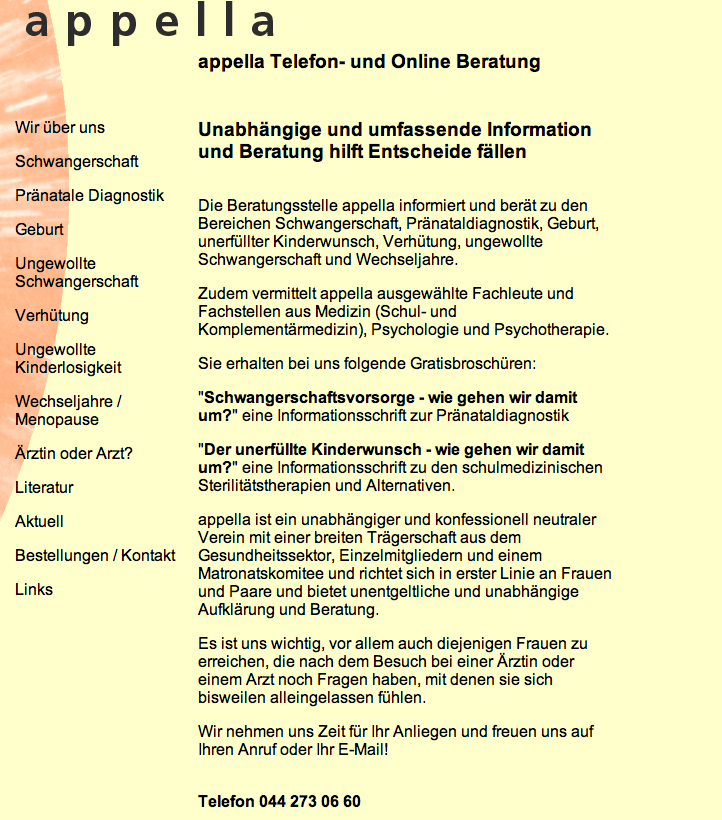 appella
appella Telefon- und Online Beratung
Wir über uns
Schwangerschaft
Pränatale Diagnostik
Geburt
Ungewollte
Schwangerschaft
Verhütung
Ungewollte
Kinderlosigkeit
Wechseljahre /
Menopause
Ärztin oder Arzt?
Literatur
Aktuell
Bestellungen / Kontakt
Links
Unabhängige und umfassende Information
und Beratung hilft Entscheide fällen
Die Beratungsstelle appella informiert und berät zu den
Bereichen Schwangerschaft, Pränataldiagnostik, Geburt,
unerfüllter Kinderwunsch, Verhütung, ungewollte
Schwangerschaft und Wechseljahre.
Zudem vermittelt appella ausgewählte Fachleute und
Fachstellen aus Medizin (Schul- und
Komplementärmedizin), Psychologie und Psychotherapie.
Sie erhalten bei uns folgende Gratisbroschüren:
"Schwangerschaftsvorsorge - wie gehen wir damit
um?" eine Informationsschrift zur Pränataldiagnostik
"Der unerfüllte Kinderwunsch - wie gehen wir damit
um?" eine Informationsschrift zu den schulmedizinischen
Sterilitätstherapien und Alternativen.
appella ist ein unabhängiger und konfessionell neutraler
Verein mit einer breiten Trägerschaft aus dem
Gesundheitssektor, Einzelmitgliedern und einem
Matronatskomitee und richtet sich in erster Linie an Frauen
und Paare und bietet unentgeltliche und unabhängige
Aufklärung und Beratung.
Es ist uns wichtig, vor allem auch diejenigen Frauen zu
erreichen, die nach dem Besuch bei einer Ärztin oder
einem Arzt noch Fragen haben, mit denen sie sich
bisweilen alleingelassen fühlen.
Wir nehmen uns Zeit für Ihr Anliegen und freuen uns auf
Ihren Anruf oder Ihr E-Mail!
Telefon 044 273 06 60